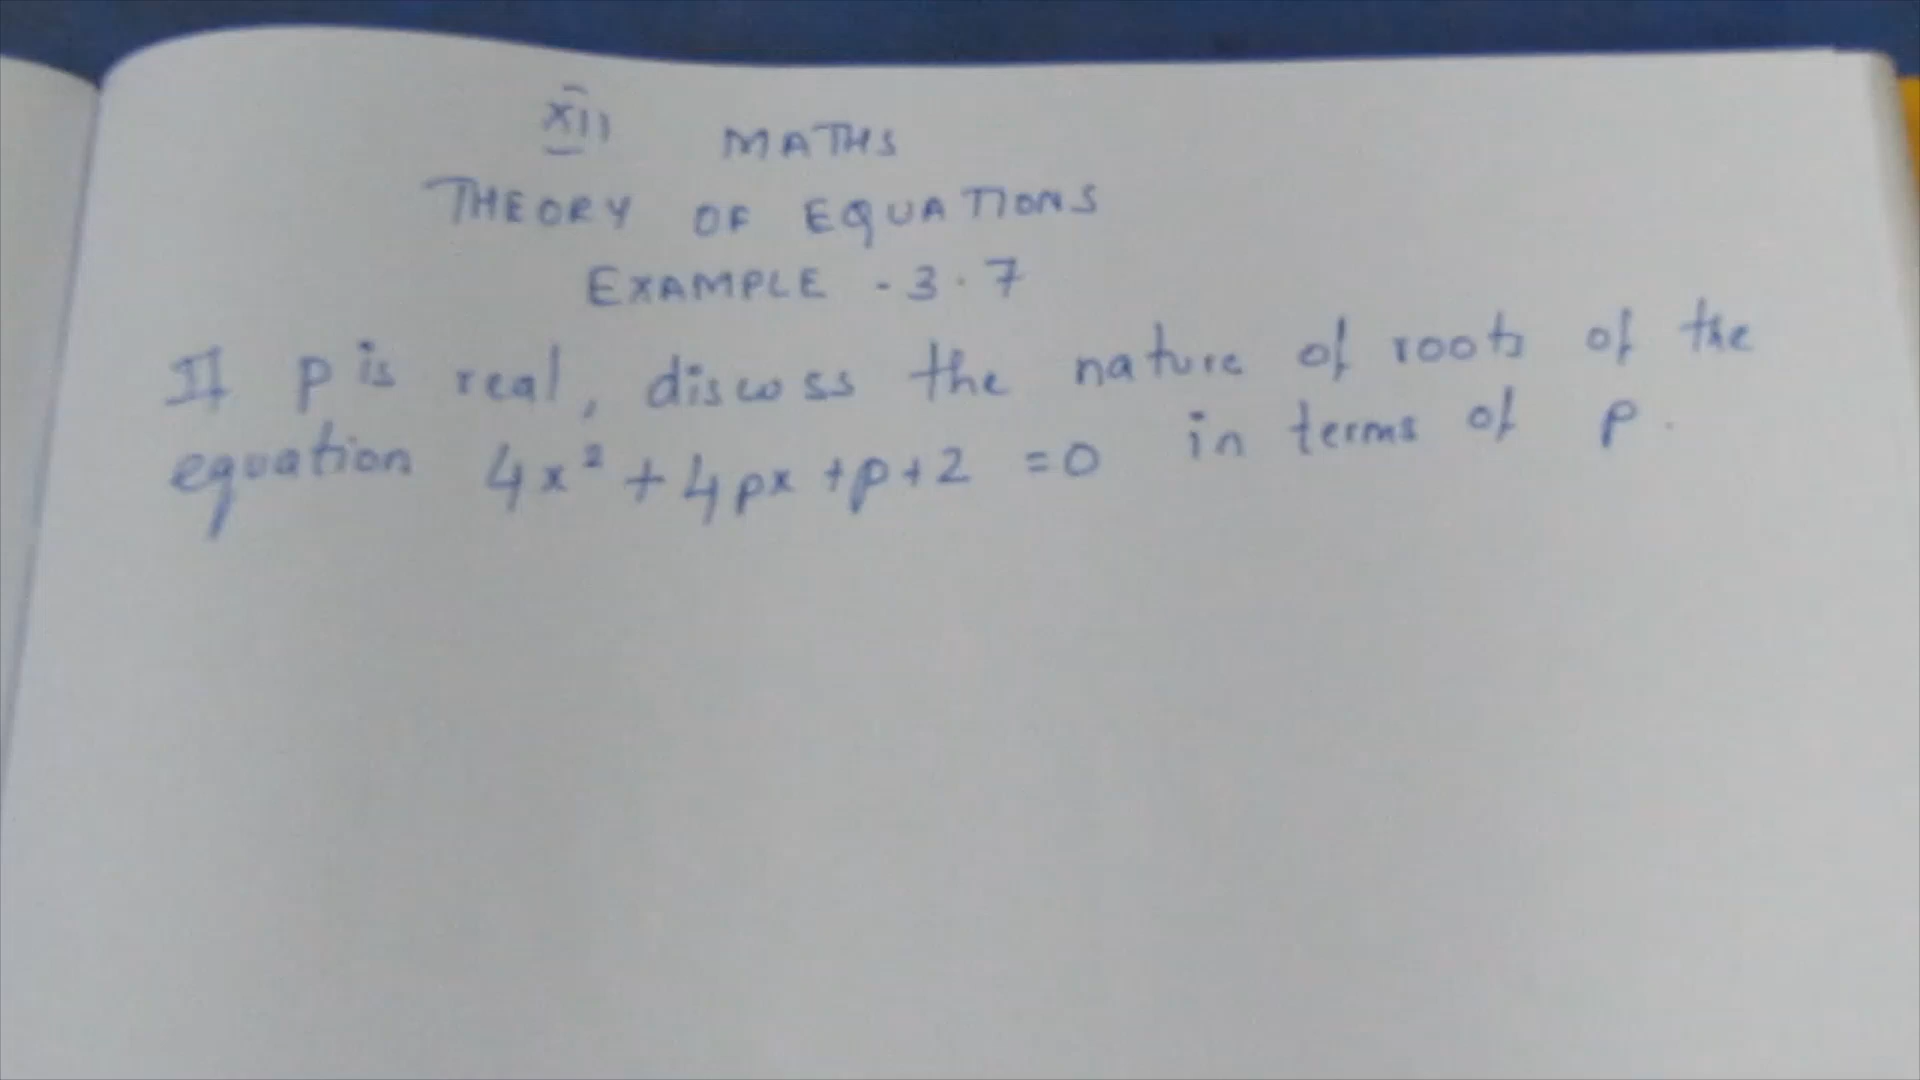 XII MATHS
THEORY OF EQUATIONS
EXAMPLE - 3.7
If p is real, discuss the nature of roots of the
equation 4x² + 4px + p + 2 = 0 in terms of p.